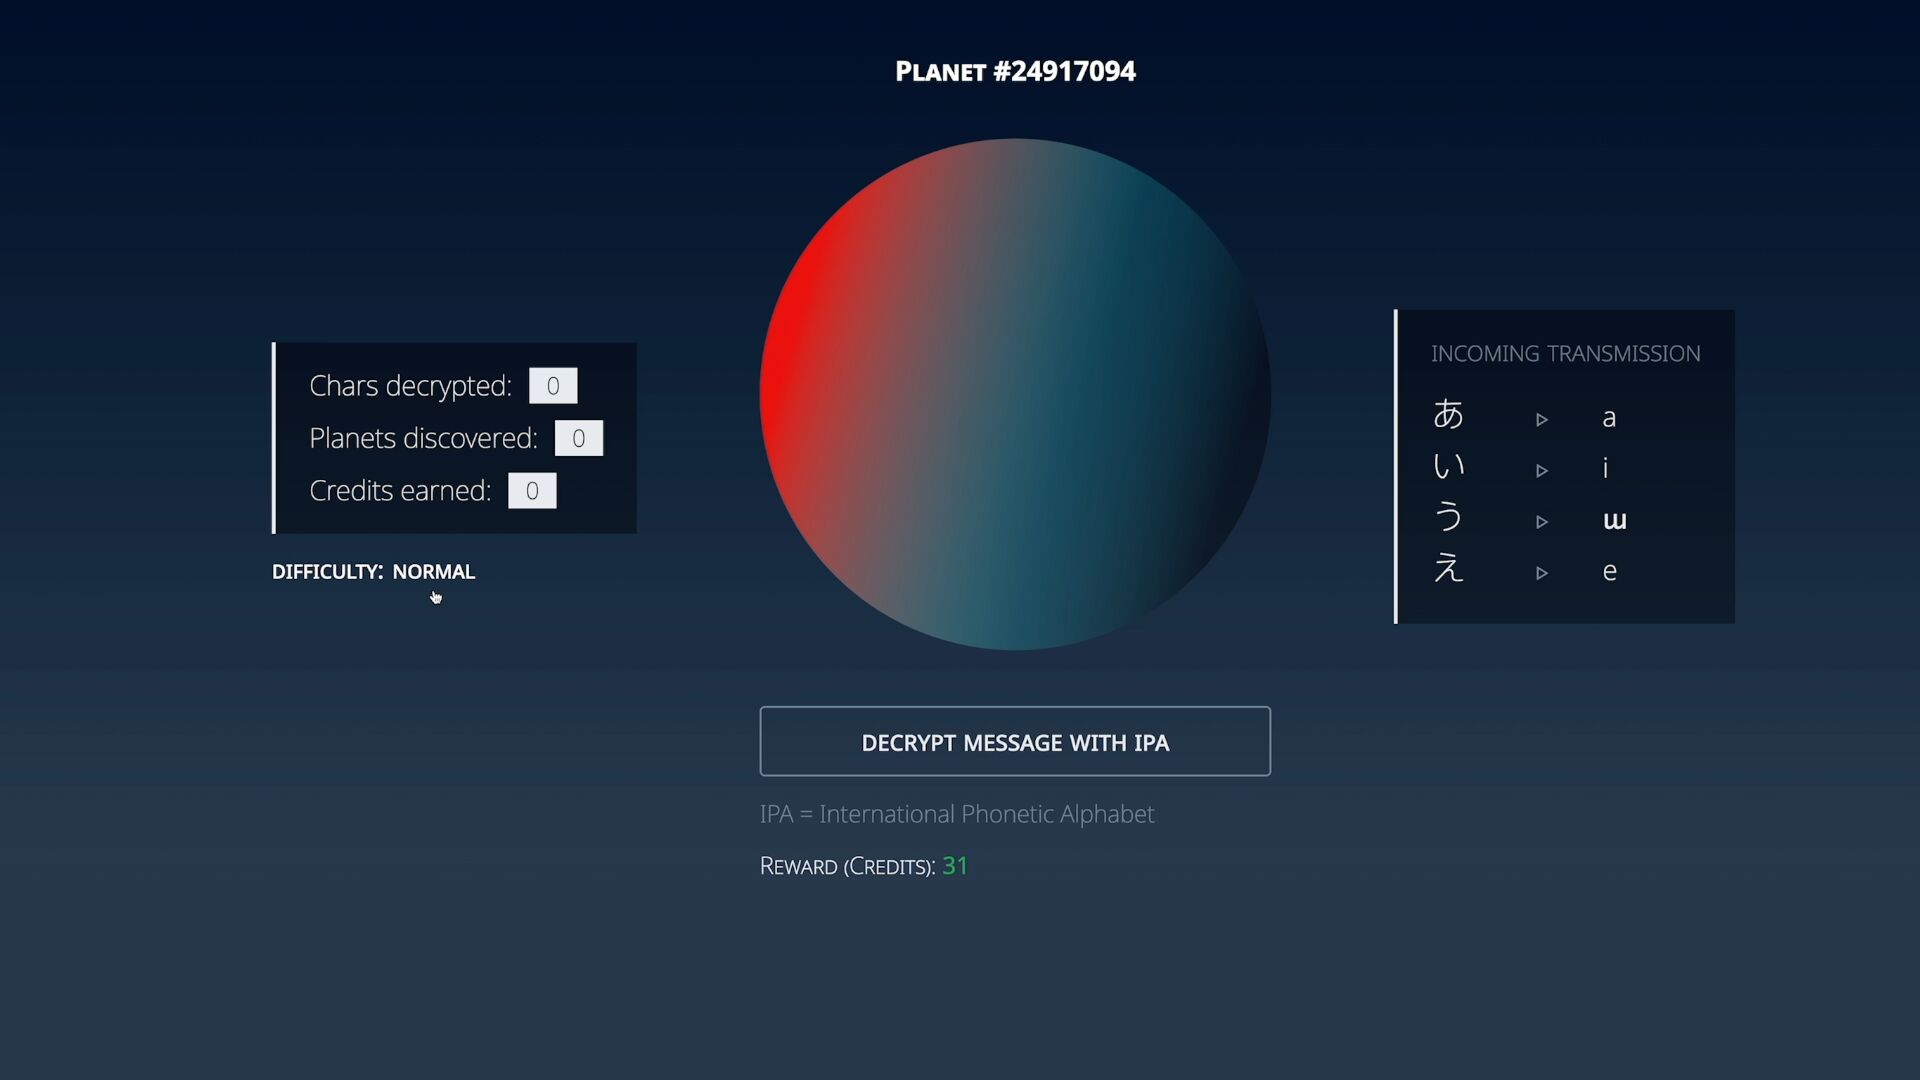 Planet #24917094
Chars decrypted: 0
Planets discovered: 0
Credits earned: 0
DIFFICULTY: NORMAL
INCOMING TRANSMISSION
あ ▷ a
い ▷ i
う ▷ ɯ
え ▷ e
DECRYPT MESSAGE WITH IPA
IPA = International Phonetic Alphabet
Reward (Credits): 31